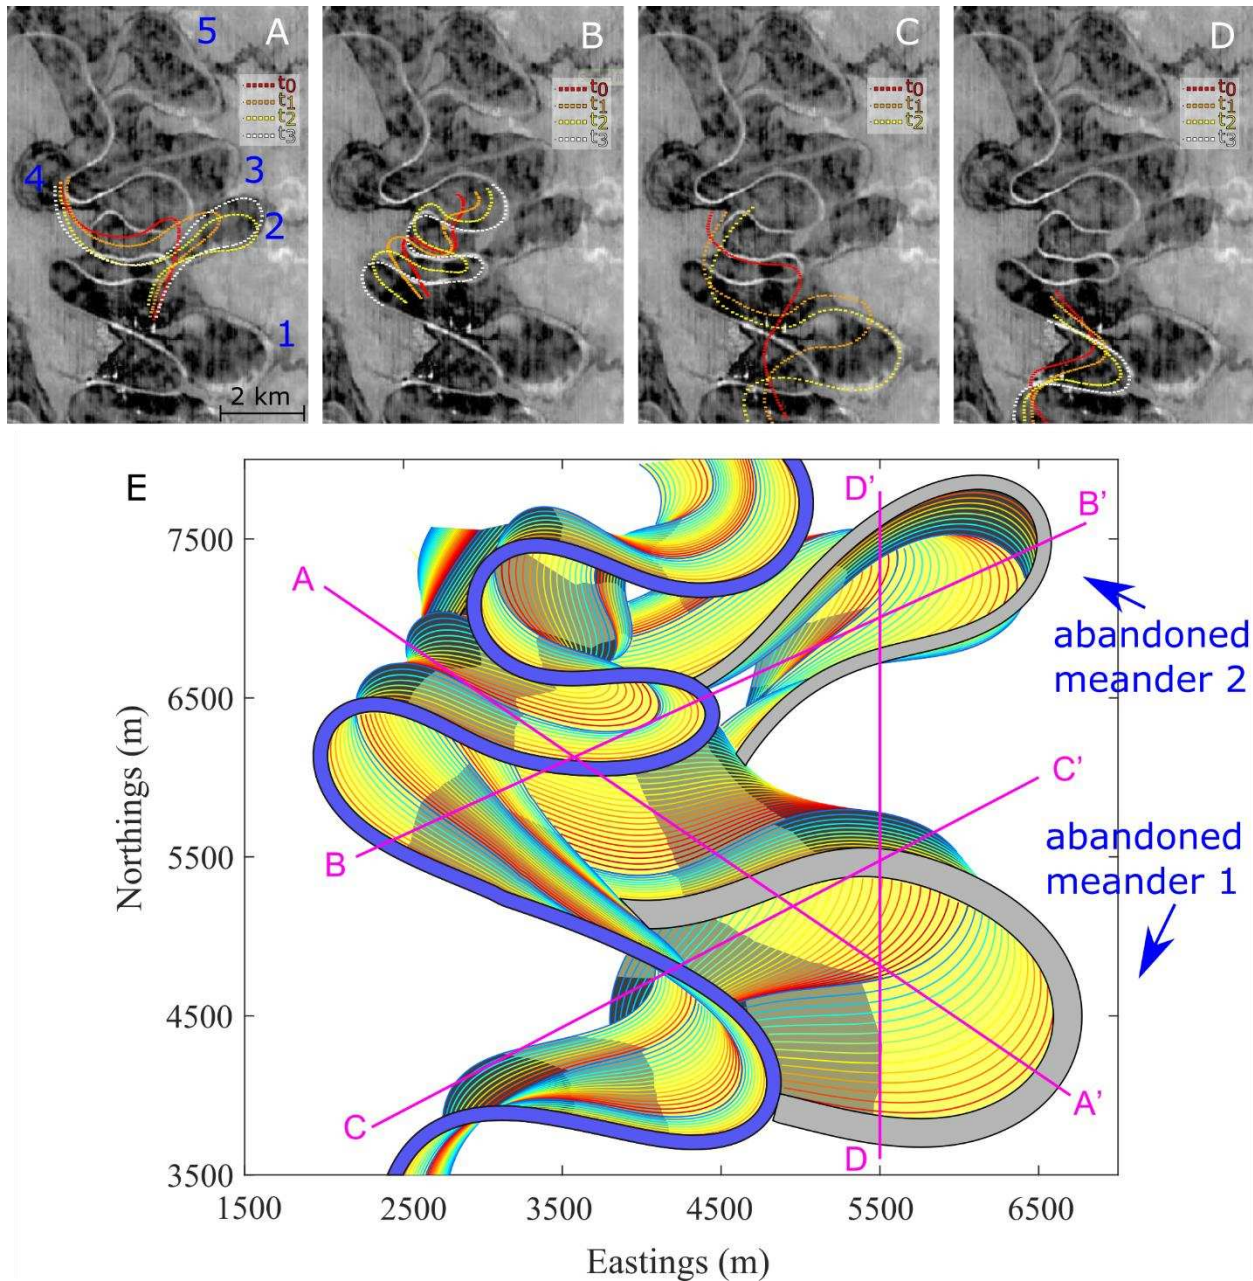 5
A
t0
t1
t2
t3
4
3
2
1
2 km
B
t0
t1
t2
t3
C
t0
t1
t2
D
t0
t1
t2
t3
E
Northings (m)
7500
6500
5500
4500
3500
1500
2500
3500
4500
5500
6500
Eastings (m)
A
D'
B'
abandoned
meander 2
C'
B
abandoned
meander 1
A'
C
D